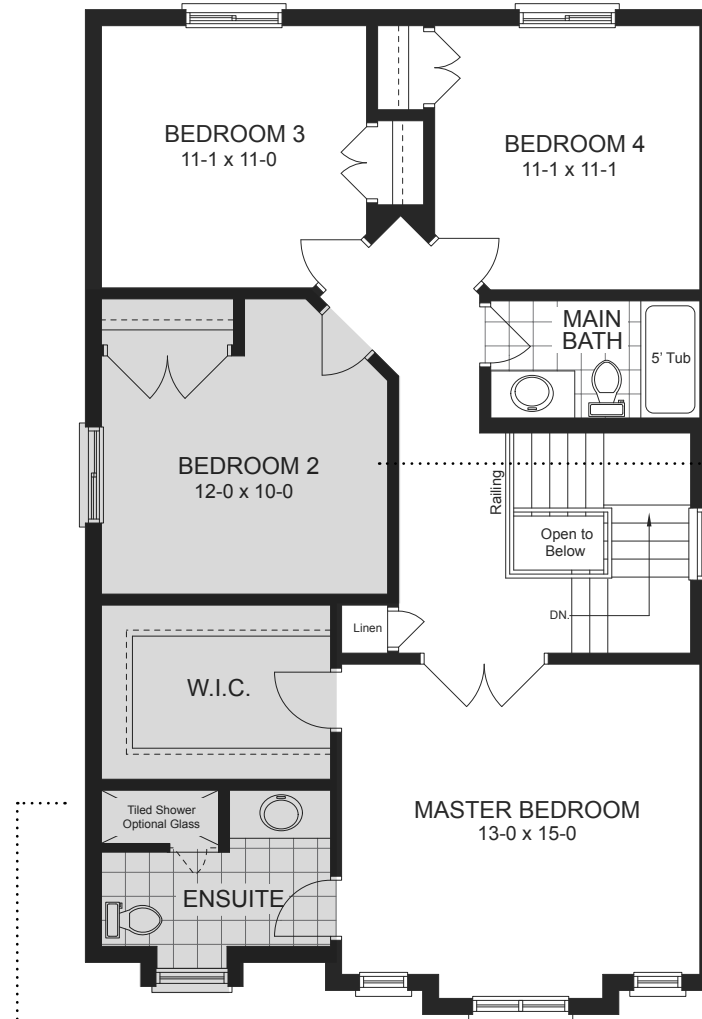 BEDROOM 3
11-1 x 11-0
BEDROOM 4
11-1 x 11-1
MAIN
BATH
5' Tub
BEDROOM 2
12-0 x 10-0
Railing
Open to
Below
DN.
Linen
W.I.C.
MASTER BEDROOM
13-0 x 15-0
Tiled Shower
Optional Glass
ENSUITE